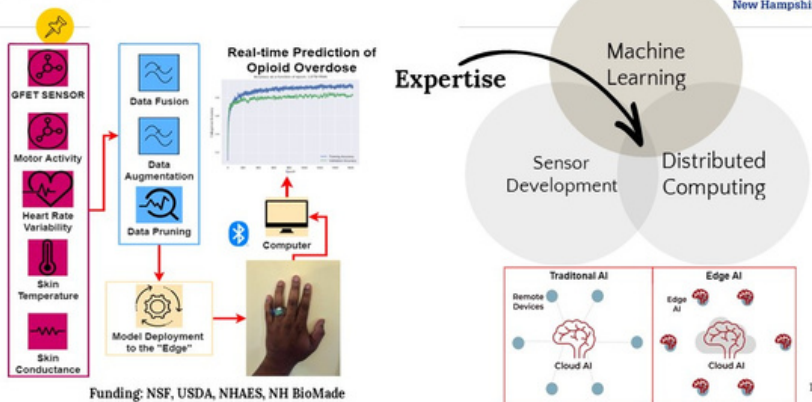 New Hampshi
GFET SENSOR
Motor Activity
Heart Rate
Variability
Skin
Temperature
Skin
Conductance
Data Fusion
Data
Augmentation
Data Pruning
Model Deployment
to the "Edge"
Real-time Prediction of
Opioid Overdose
Computer
Funding: NSF, USDA, NHAES, NH BioMade
Expertise
Machine
Learning
Sensor
Development
Distributed
Computing
Traditonal AI
Remote
Devices
Cloud AI
Edge AI
Edge
AI
Cloud AI